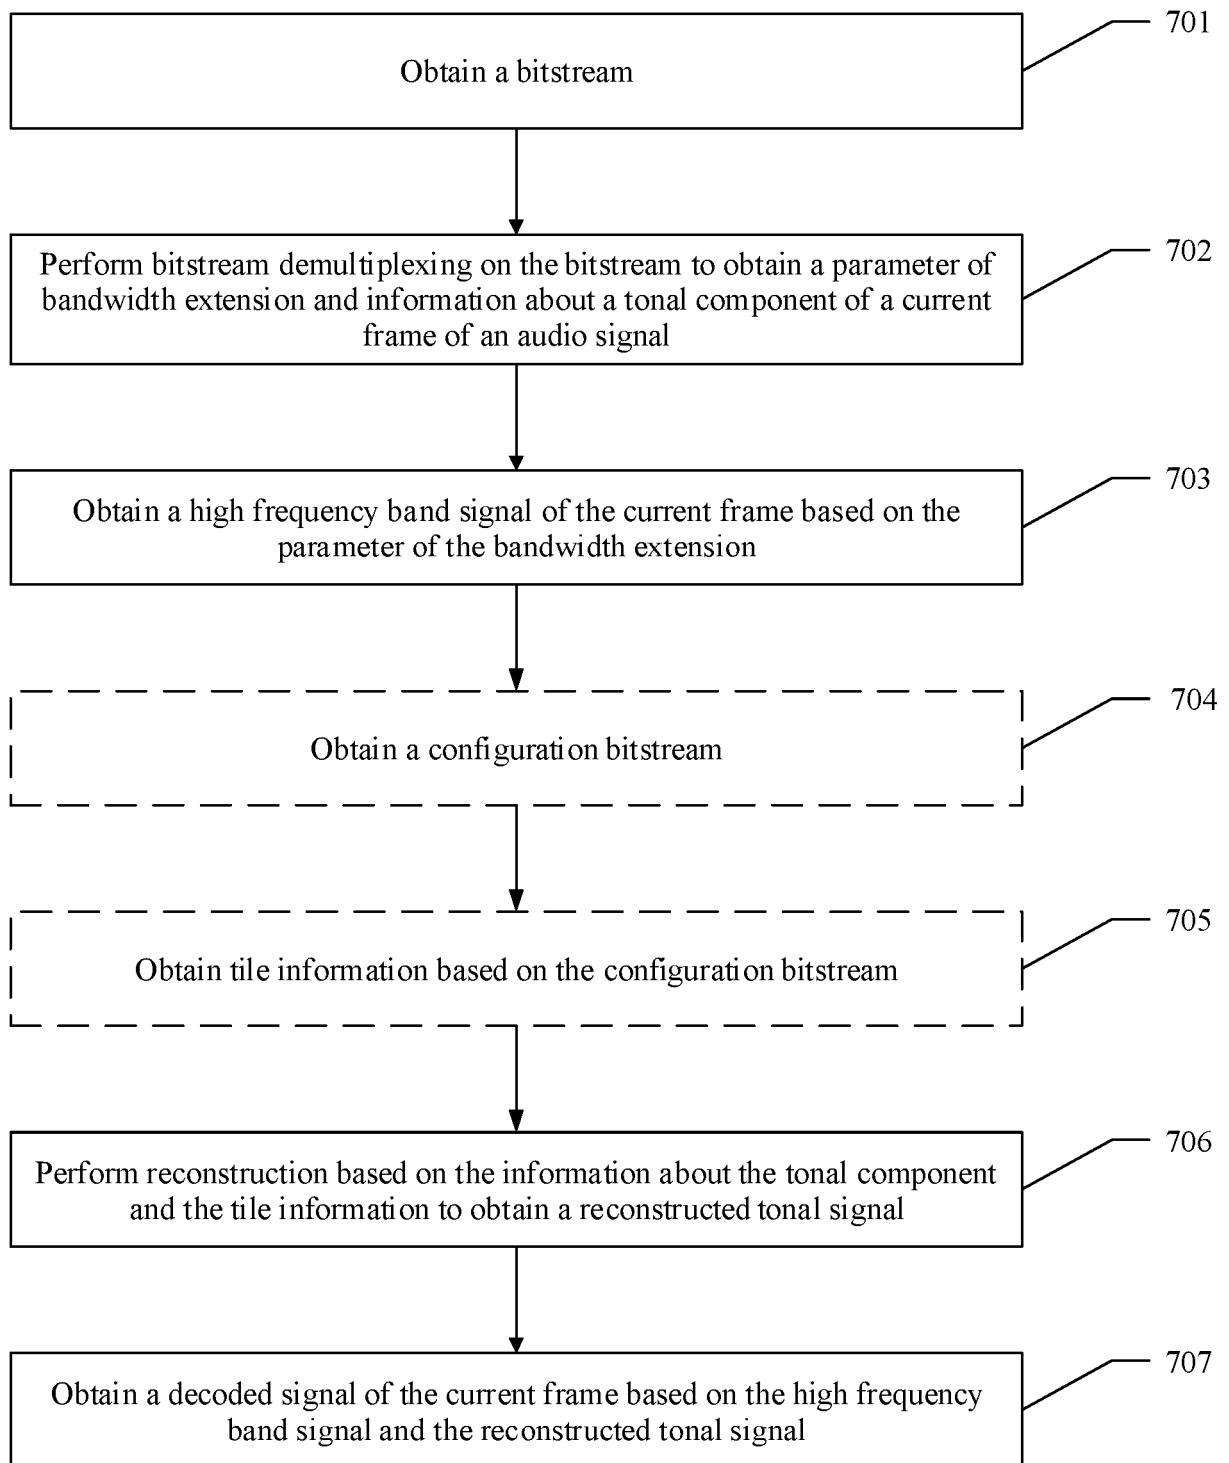 701
Obtain a bitstream
702
Perform bitstream demultiplexing on the bitstream to obtain a parameter of
bandwidth extension and information about a tonal component of a current
frame of an audio signal
703
Obtain a high frequency band signal of the current frame based on the
parameter of the bandwidth extension
704
Obtain a configuration bitstream
705
Obtain tile information based on the configuration bitstream
706
Perform reconstruction based on the information about the tonal component
and the tile information to obtain a reconstructed tonal signal
707
Obtain a decoded signal of the current frame based on the high frequency
band signal and the reconstructed tonal signal